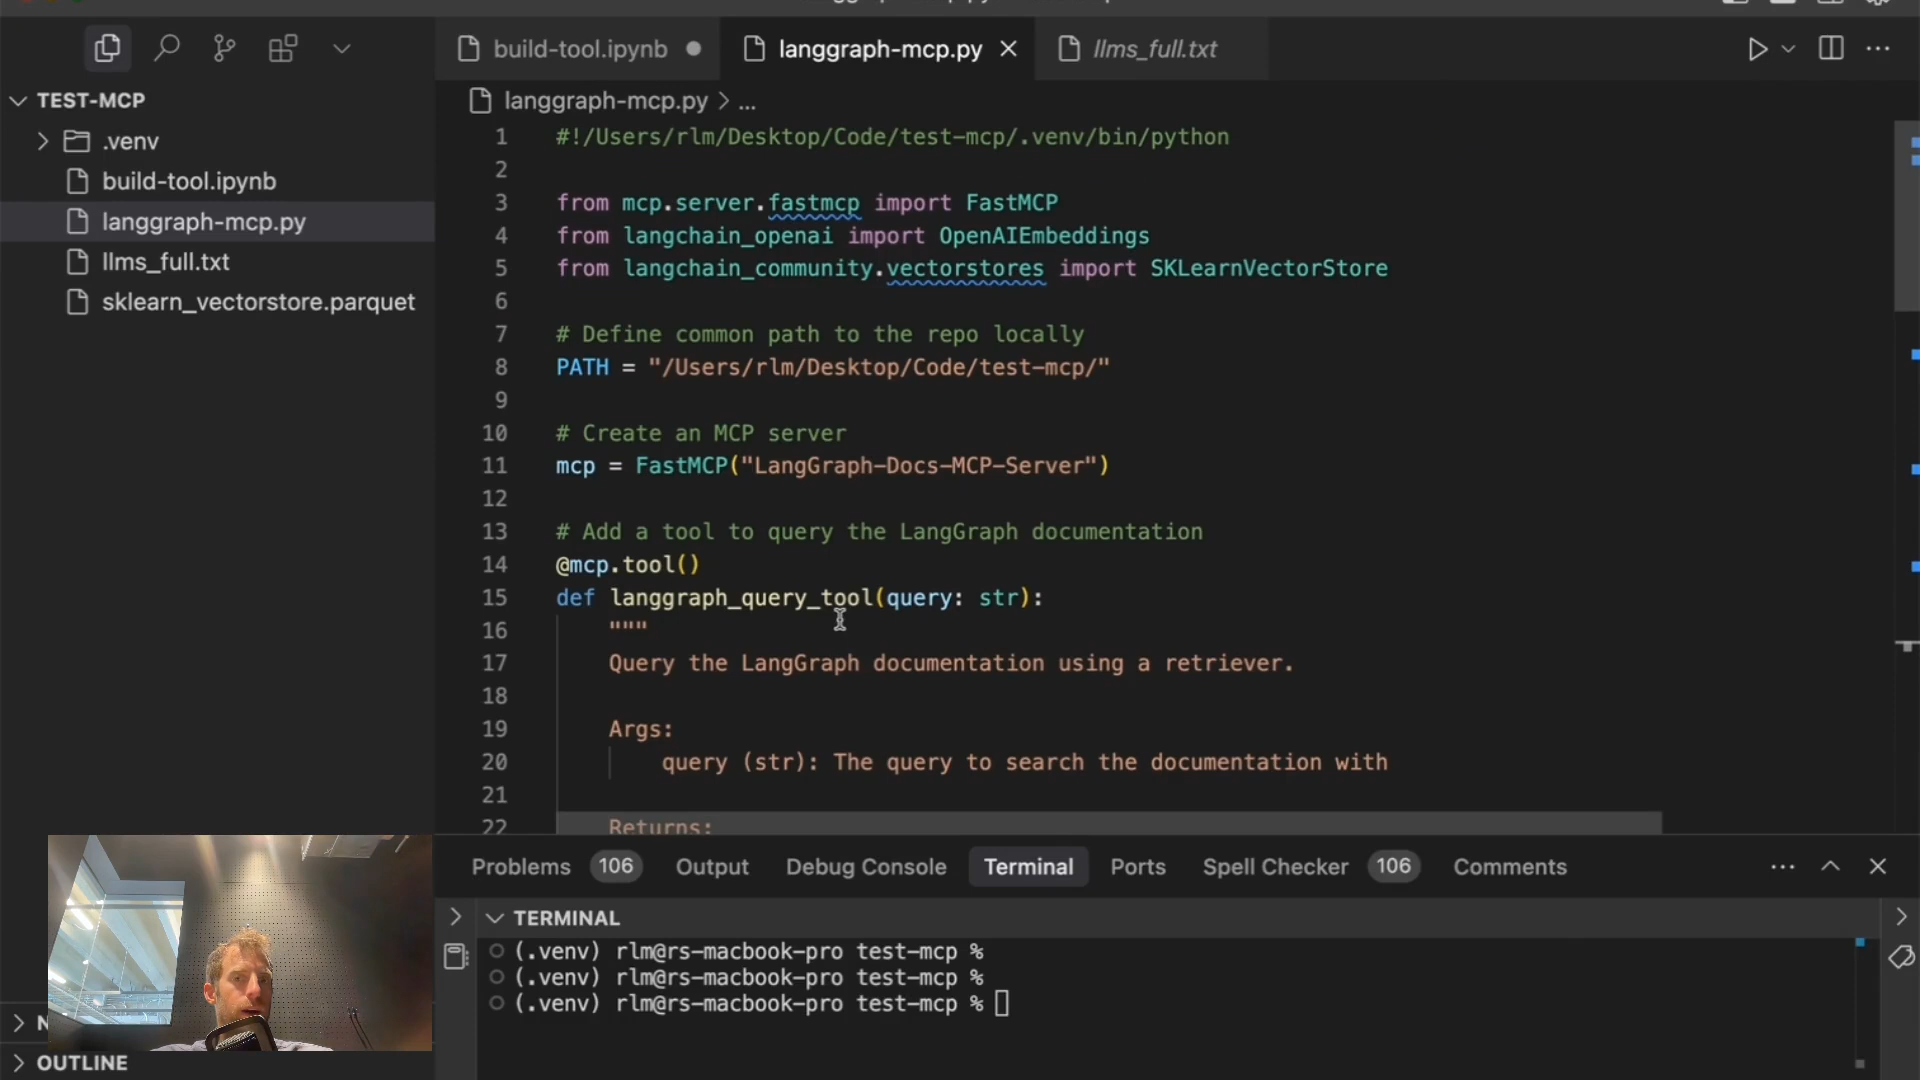 build-tool.ipynb
langgraph-mcp.py
llms_full.txt
TEST-MCP
.venv
build-tool.ipynb
langgraph-mcp.py
llms_full.txt
sklearn_vectorstore.parquet
langgraph-mcp.py > ...
1 #!/Users/rlm/Desktop/Code/test-mcp/.venv/bin/python
2
3 from mcp.server.fastmcp import FastMCP
4 from langchain_openai import OpenAIEmbeddings
5 from langchain_community.vectorstores import SKLearnVectorStore
6
7 # Define common path to the repo locally
8 PATH = "/Users/rlm/Desktop/Code/test-mcp/"
9
10 # Create an MCP server
11 mcp = FastMCP("LangGraph-Docs-MCP-Server")
12
13 # Add a tool to query the LangGraph documentation
14 @mcp.tool()
15 def langgraph_query_tool(query: str):
16 """
17 Query the LangGraph documentation using a retriever.
18
19 Args:
20 query (str): The query to search the documentation with
21
22 Returns:
Problems 106 Output Debug Console Terminal Ports Spell Checker 106 Comments
TERMINAL
(.venv) rlm@rs-macbook-pro test-mcp %
(.venv) rlm@rs-macbook-pro test-mcp %
(.venv) rlm@rs-macbook-pro test-mcp %
OUTLINE